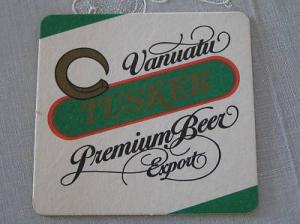 Vanuatu
TUSKER
Premium Beer
Export